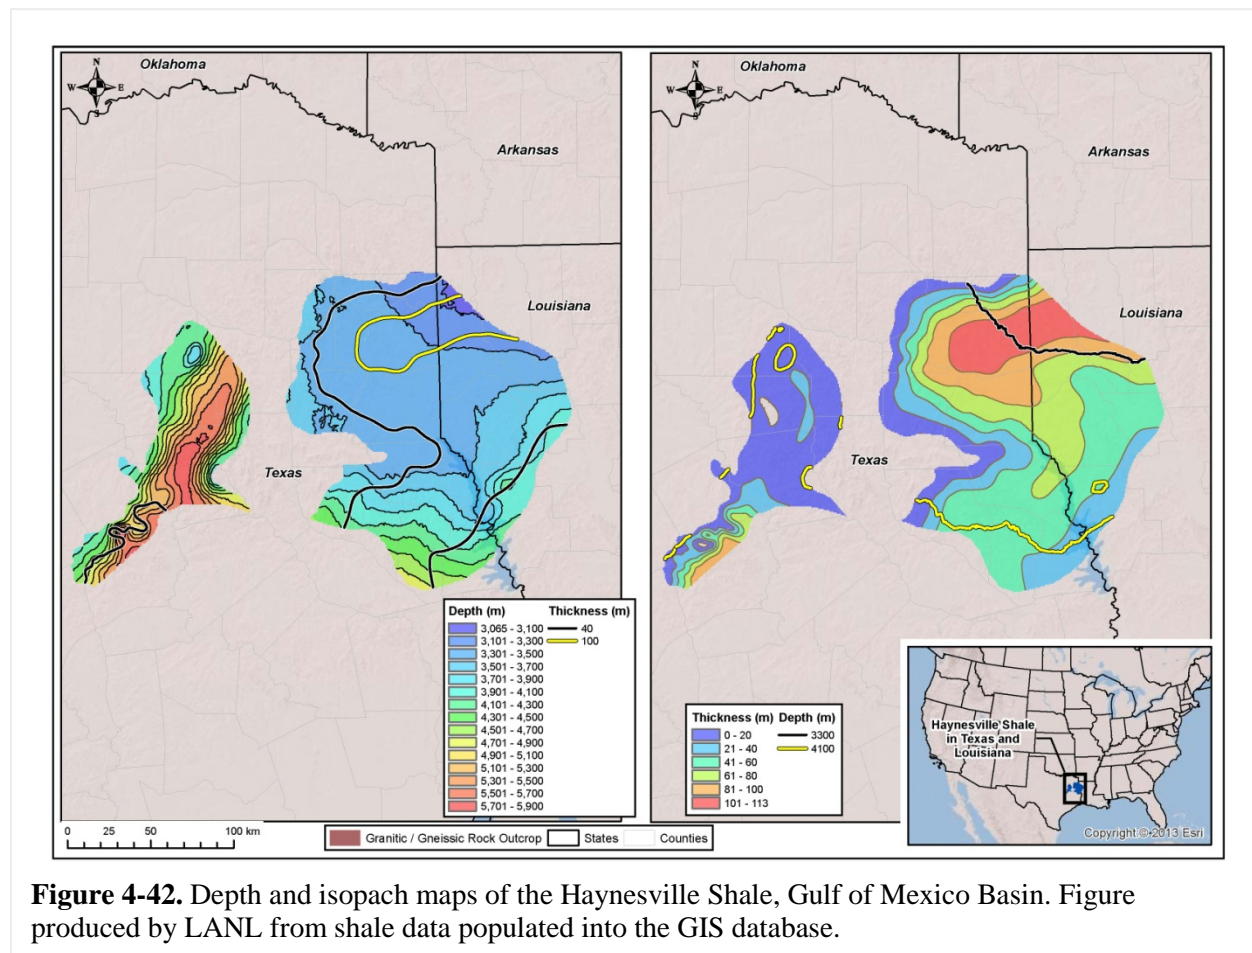 Oklahoma
N
W E
S
Arkansas
Louisiana
Texas
Depth (m) Thickness (m)
3,065 - 3,100 40
3,101 - 3,300 100
3,301 - 3,500
3,501 - 3,700
3,701 - 3,900
3,901 - 4,100
4,101 - 4,300
4,301 - 4,500
4,501 - 4,700
4,701 - 4,900
4,901 - 5,100
5,101 - 5,300
5,301 - 5,500
5,501 - 5,700
5,701 - 5,900
0 25 50 100 km
Oklahoma
N
W E
S
Arkansas
Louisiana
Texas
Thickness (m) Depth (m)
0 - 20 3300
21 - 40 4100
41 - 60
61 - 80
81 - 100
101 - 113
Haynesville Shale
in Texas and
Louisiana
Copyright:© 2013 Esri
Granitic / Gneissic Rock Outcrop States Counties
Figure 4-42. Depth and isopach maps of the Haynesville Shale, Gulf of Mexico Basin. Figure
produced by LANL from shale data populated into the GIS database.